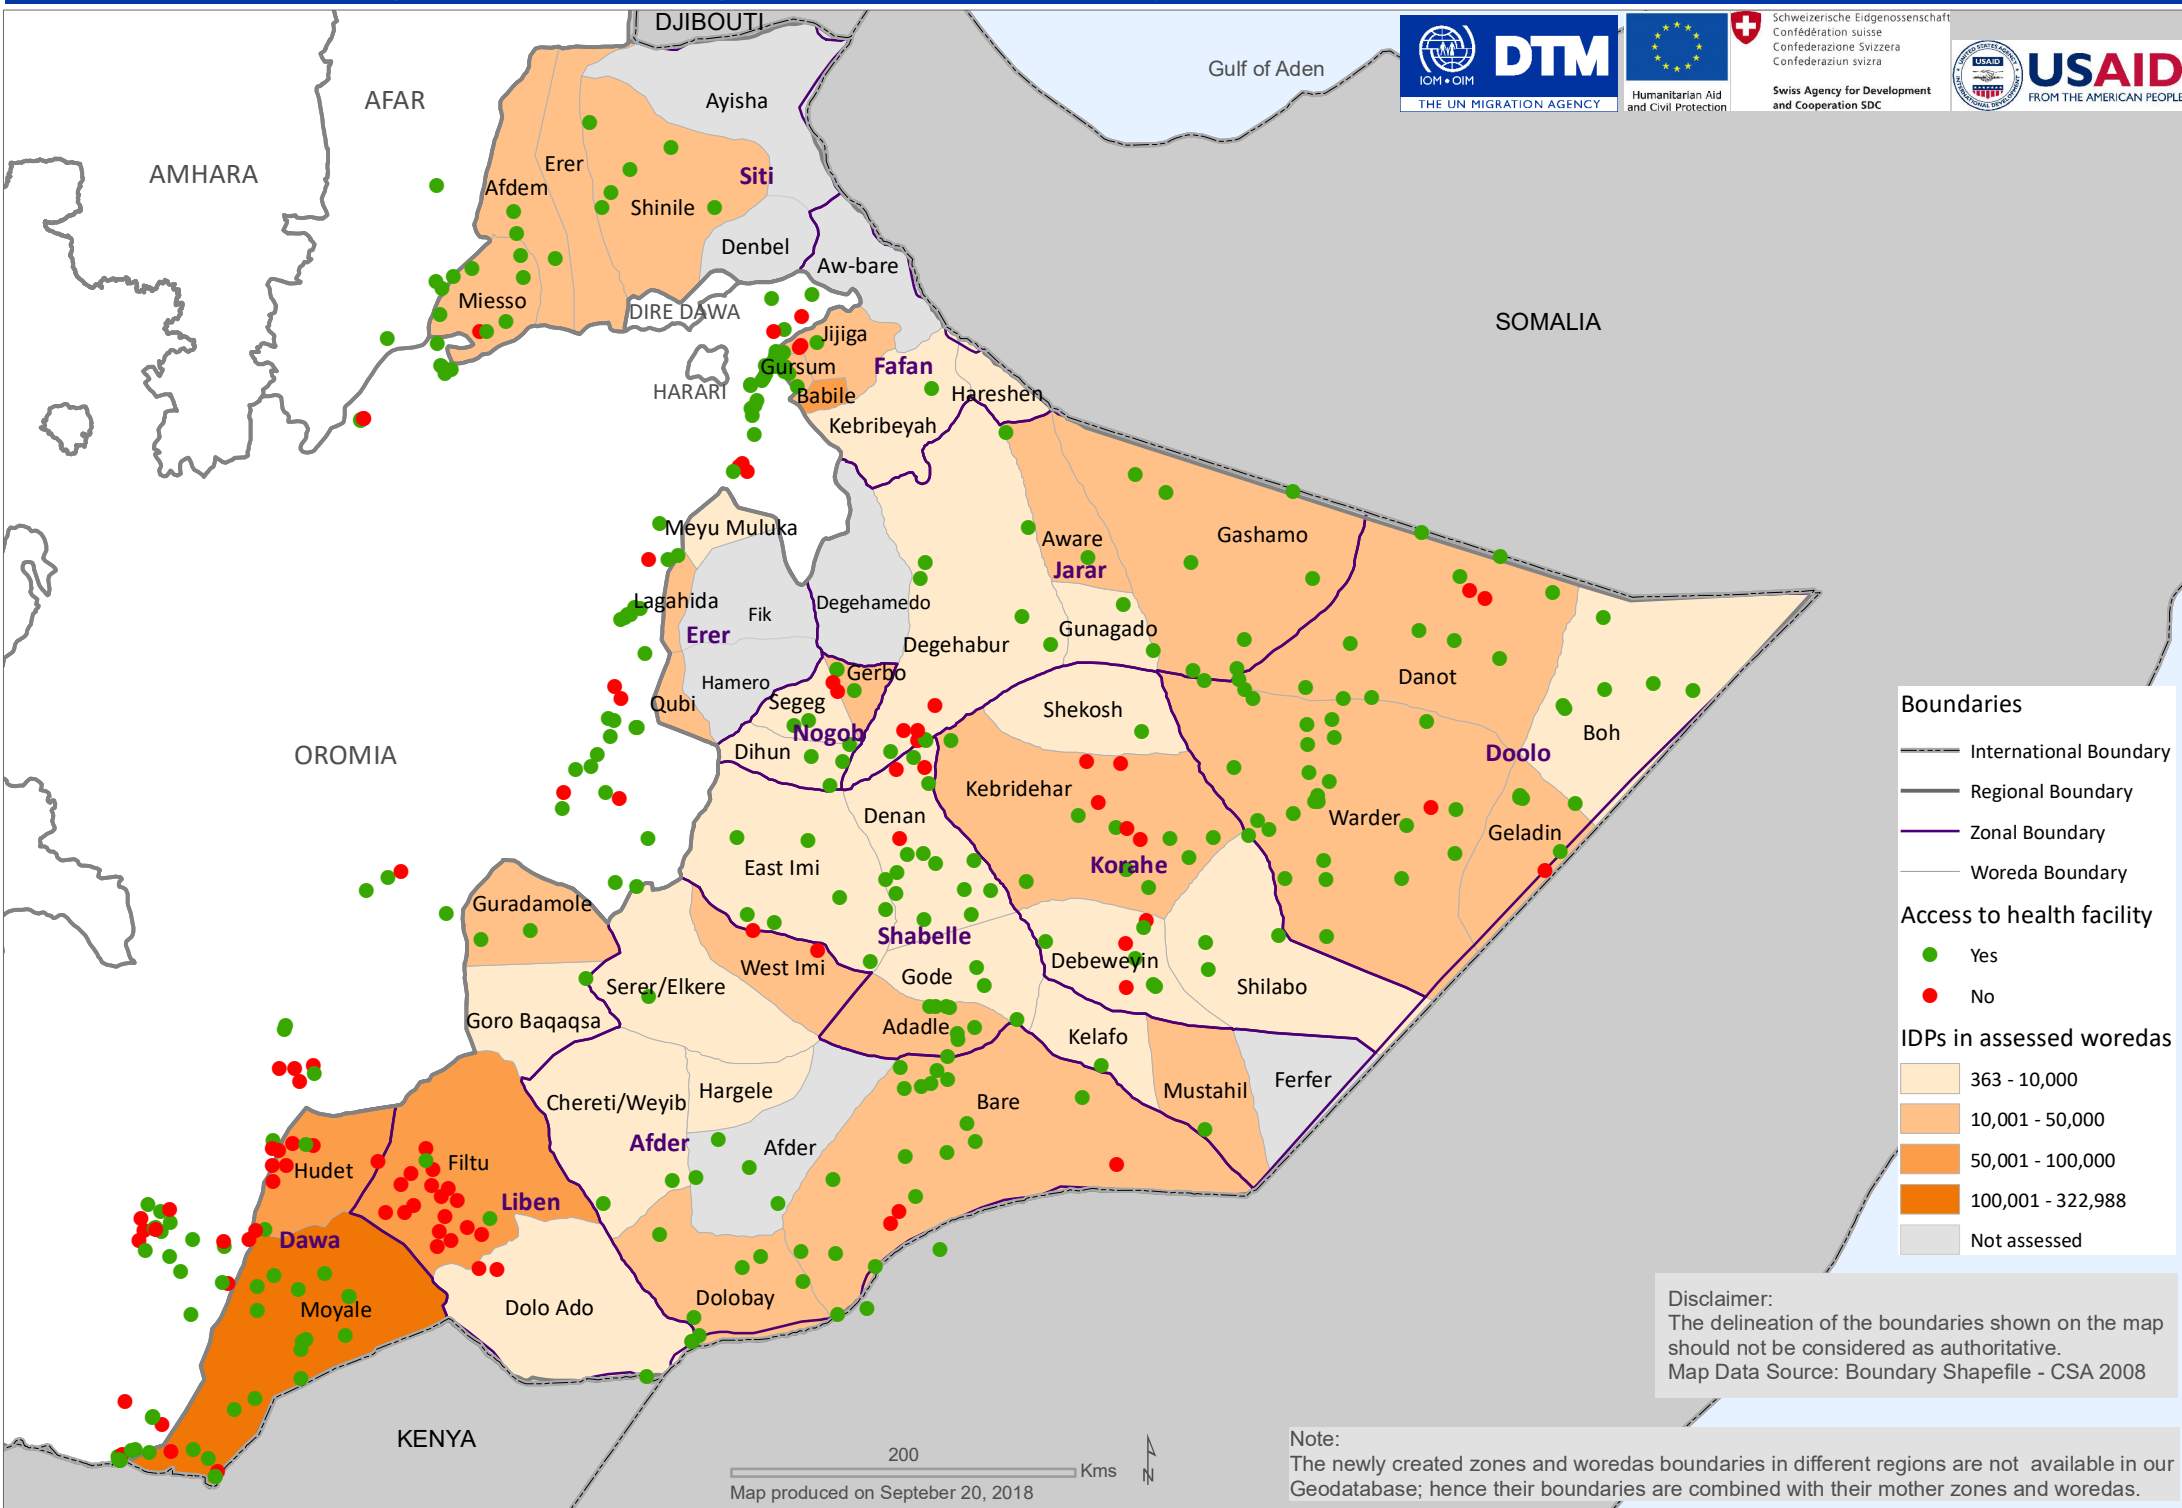 DJIBOUTI
Gulf of Aden
IOM • OIM
DTM
THE UN MIGRATION AGENCY
Humanitarian Aid
and Civil Protection
Schweizerische Eidgenossenschaft
Confédération suisse
Confederazione Svizzera
Confederaziun svizra
Swiss Agency for Development
and Cooperation SDC
USAID
USAID
FROM THE AMERICAN PEOPLE
AFAR
AMHARA
Ayisha
Erer
Afdem
Siti
Shinile
Denbel
Aw-bare
Miesso
DIRE DAWA
SOMALIA
Jijiga
Gursum
Fafan
HARARI
Babile
Hareshen
Kebribeyah
Meyu Muluka
Aware
Gashamo
Jarar
Lagahida
Fik
Degehamedo
Erer
Gunagado
Degehabur
Hamero
Gerbo
Danot
Qubi
Segeg
Shekosh
Nogob
Boh
OROMIA
Dihun
Doolo
Kebridehar
Denan
Warder
Geladin
East Imi
Korahe
Guradamole
Shabelle
West Imi
Debeweyin
Gode
Serer/Elkere
Shilabo
Goro Baqaqsa
Adadle
Kelafo
Ferfer
Hargele
Mustahil
Chereti/Weyib
Bare
Afder
Afder
Filtu
Hudet
Liben
Dawa
Dolobay
Dolo Ado
Moyale
KENYA
Boundaries
International Boundary
Regional Boundary
Zonal Boundary
Woreda Boundary
Access to health facility
Yes
No
IDPs in assessed woredas
363 - 10,000
10,001 - 50,000
50,001 - 100,000
100,001 - 322,988
Not assessed
Disclaimer:
The delineation of the boundaries shown on the map
should not be considered as authoritative.
Map Data Source: Boundary Shapefile - CSA 2008
200
Kms
N
Map produced on Septeber 20, 2018
Note:
The newly created zones and woredas boundaries in different regions are not available in our
Geodatabase; hence their boundaries are combined with their mother zones and woredas.